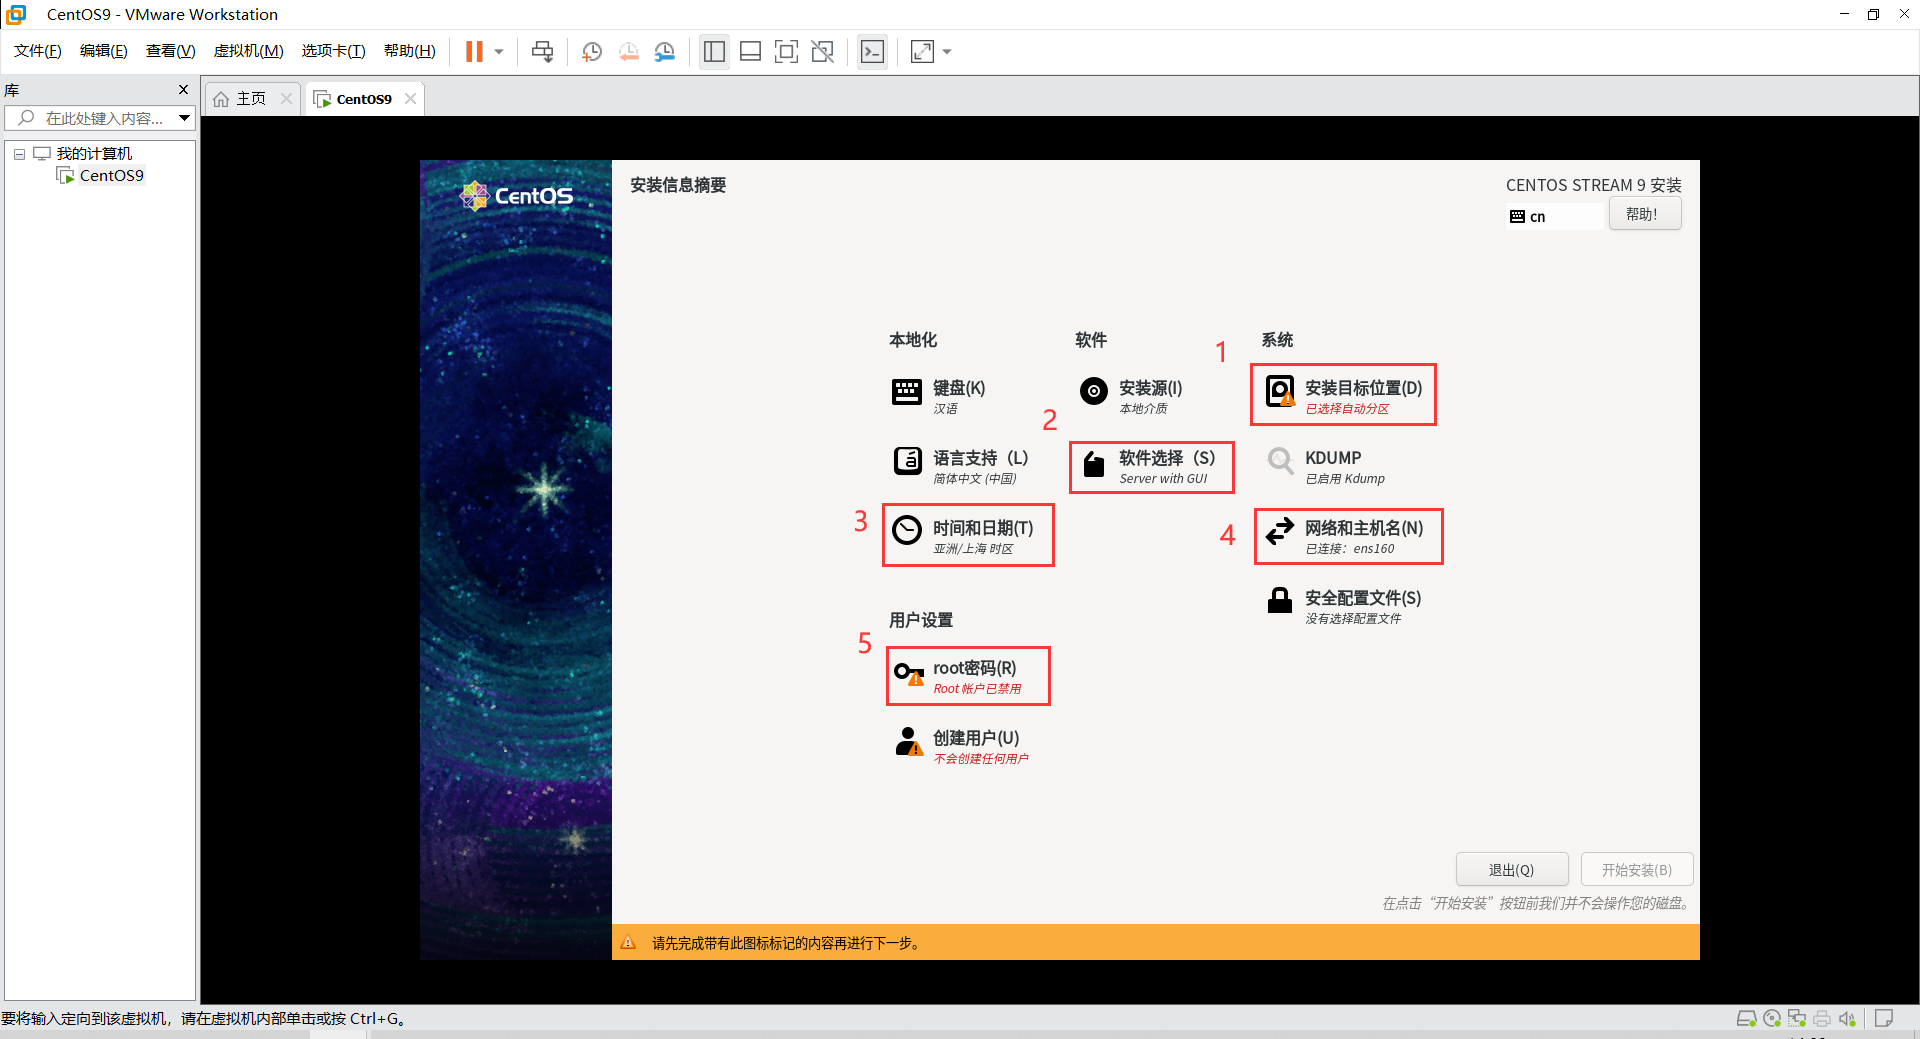 CentOS9 - VMware Workstation
文件(F) 编辑(E) 查看(V) 虚拟机(M) 选项卡(T) 帮助(H)
库
主页
CentOS9
在此处键入内容...
我的计算机
CentOS9
CentOS
安装信息摘要
CENTOS STREAM 9 安装
cn
帮助!
本地化
软件
系统
1
键盘(K)
汉语
安装源(I)
本地介质
安装目标位置(D)
已选择自动分区
2
语言支持（L）
简体中文 (中国)
软件选择（S）
Server with GUI
KDUMP
已启用 Kdump
3
时间和日期(T)
亚洲/上海 时区
4
网络和主机名(N)
已连接：ens160
安全配置文件(S)
没有选择配置文件
用户设置
5
root密码(R)
Root 帐户已禁用
创建用户(U)
不会创建任何用户
退出(Q)
开始安装(B)
在点击“开始安装”按钮前我们并不会操作您的磁盘。
请先完成带有此图标标记的内容再进行下一步。
要将输入定向到该虚拟机，请在虚拟机内部单击或按 Ctrl+G。